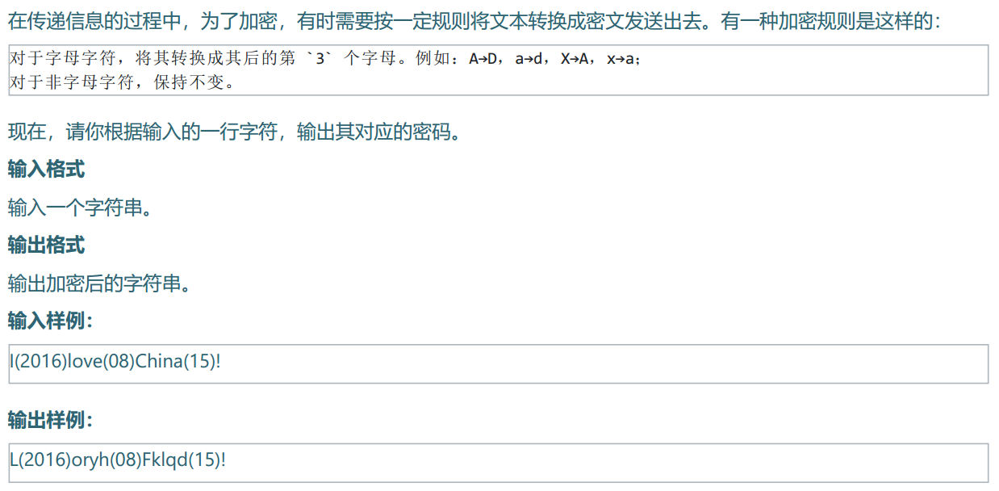 在传递信息的过程中，为了加密，有时需要按一定规则将文本转换成密文发送出去。有一种加密规则是这样的：
对于字母字符，将其转换成其后的第 `3` 个字母。例如：A→D，a→d，X→A，x→a；
对于非字母字符，保持不变。
现在，请你根据输入的一行字符，输出其对应的密码。
输入格式
输入一个字符串。
输出格式
输出加密后的字符串。
输入样例：
I(2016)love(08)China(15)!
输出样例：
L(2016)oryh(08)Fklqd(15)!